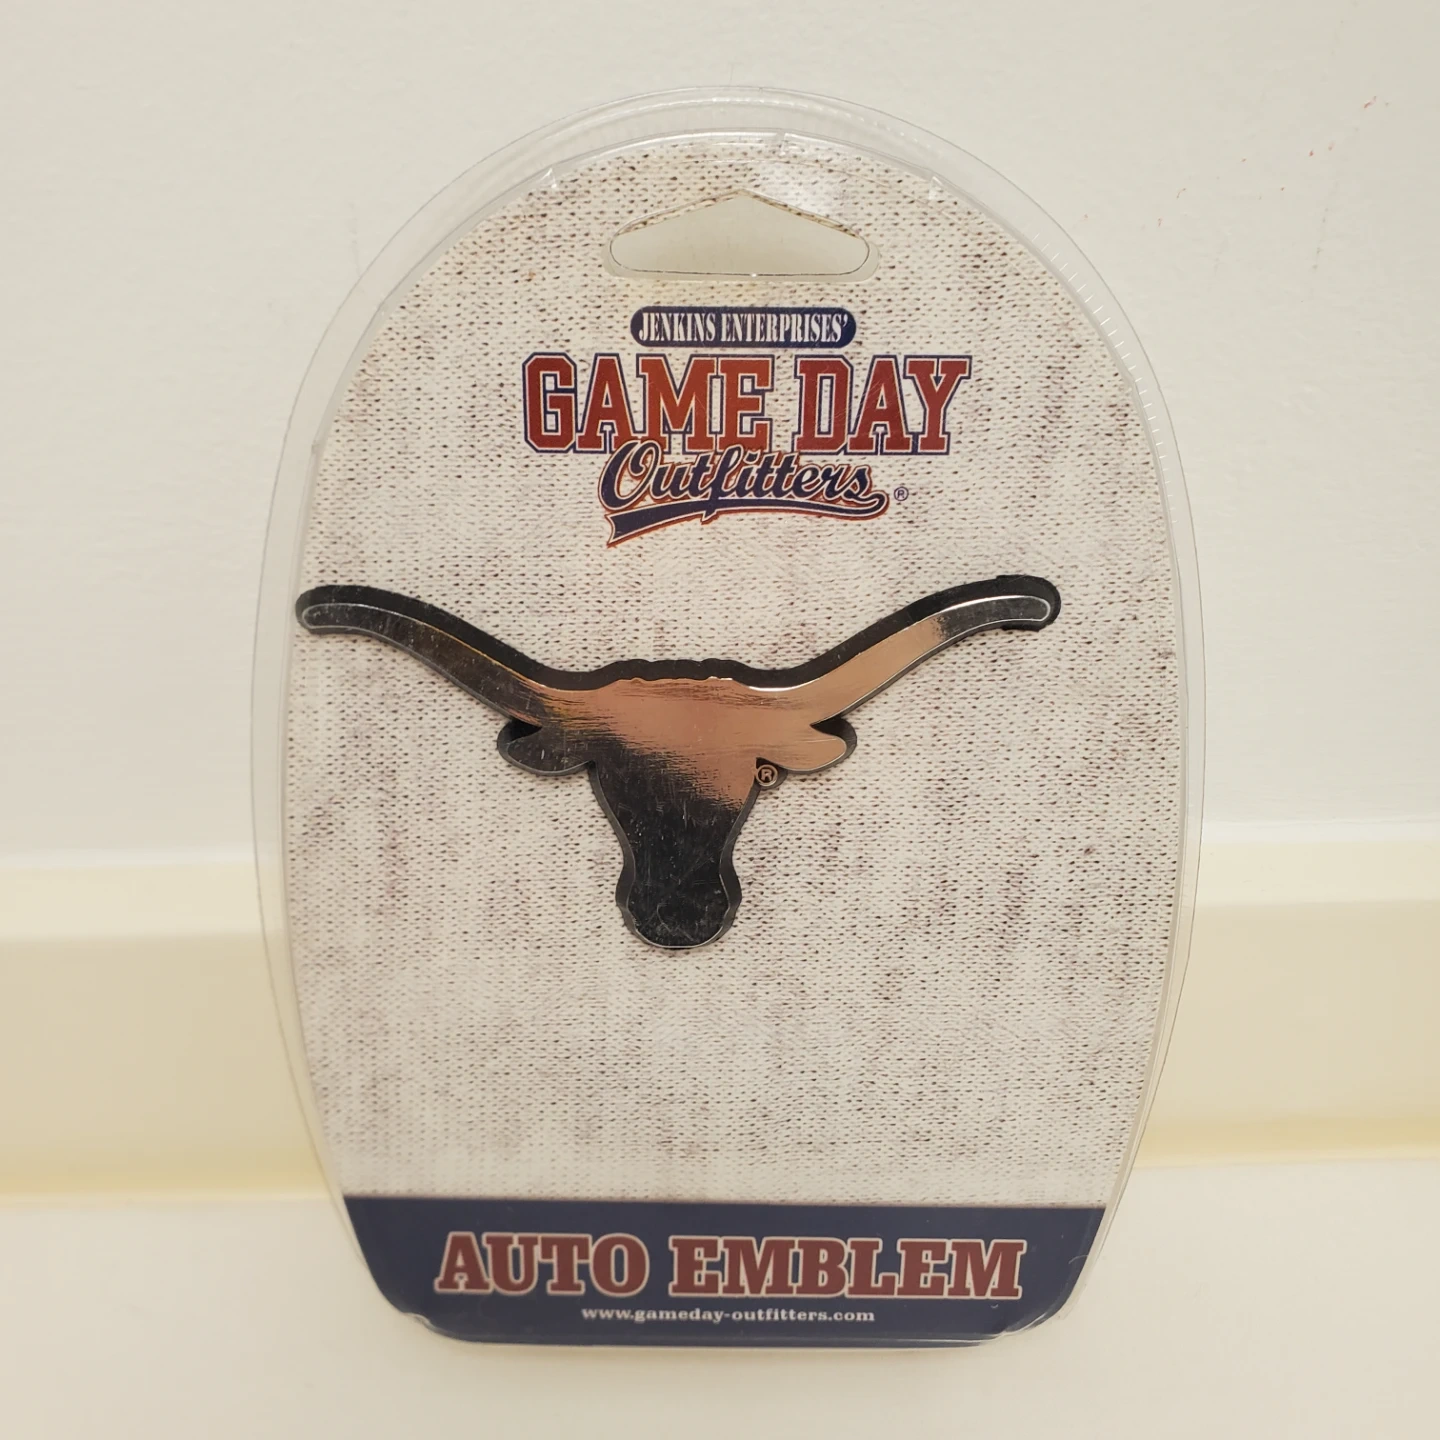 JENKINS ENTERPRISES'
GAME DAY
Outfitters ®
®
AUTO EMBLEM
www.gameday-outfitters.com